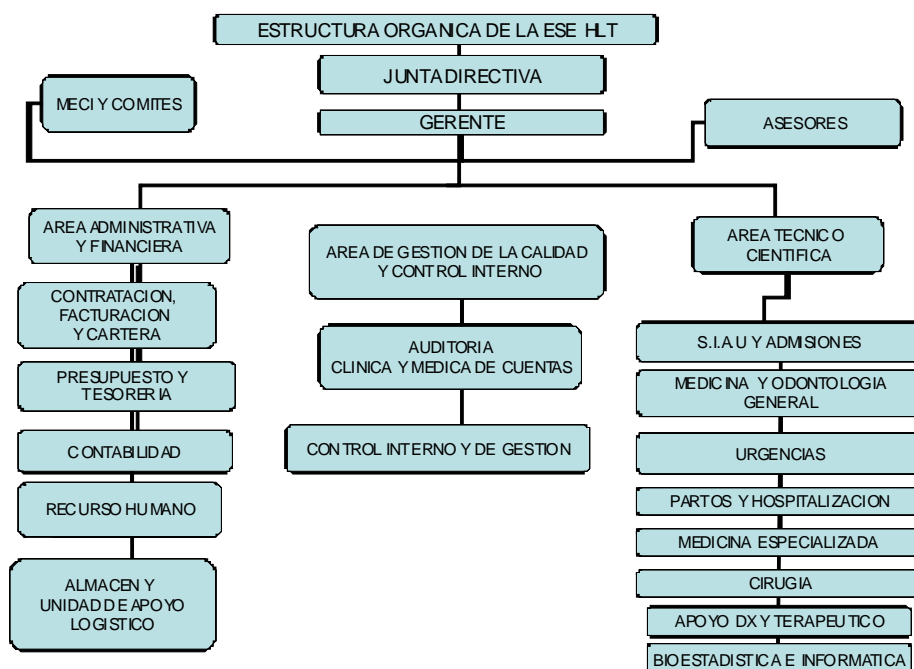 ESTRUCTURA ORGANICA DE LA ESE HLT
JUNTA DIRECTIVA
MECI Y COMITES
GERENTE
ASESORES
AREA ADMINISTRATIVA
Y FINANCIERA
CONTRATACION,
FACTURACION
Y CARTERA
PRESUPUESTO Y
TESORERIA
CONTABILIDAD
RECURSO HUMANO
ALMACEN Y
UNIDAD DE APOYO
LOGISTICO
AREA DE GESTION DE LA CALIDAD
Y CONTROL INTERNO
AUDITORIA
CLINICA Y MEDICA DE CUENTAS
CONTROL INTERNO Y DE GESTION
AREA TECNICO
CIENTIFICA
S.I.A.U Y ADMISIONES
MEDICINA Y ODONTOLOGIA
GENERAL
URGENCIAS
PARTOS Y HOSPITALIZACION
MEDICINA ESPECIALIZADA
CIRUGIA
APOYO DX Y TERAPEUTICO
BIOESTADISTICA E INFORMATICA